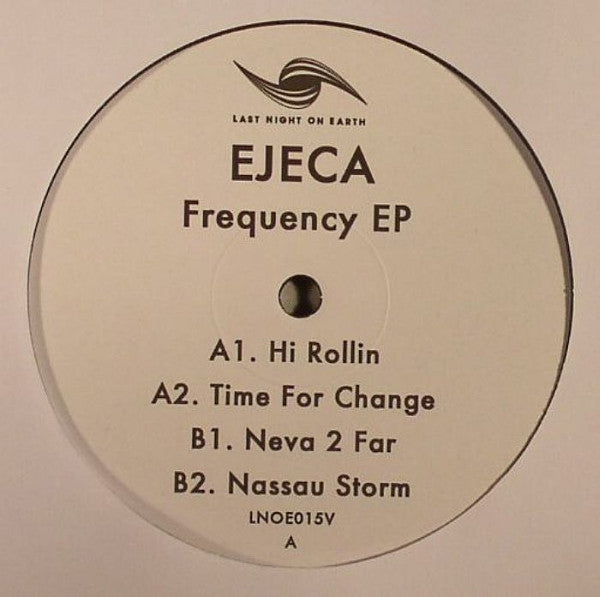 LAST NIGHT ON EARTH
EJECA
Frequency EP
A1. Hi Rollin
A2. Time For Change
B1. Neva 2 Far
B2. Nassau Storm
LNOE015V
A